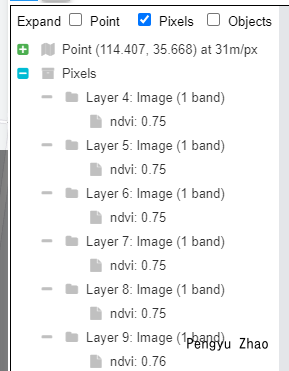 Expand Point Pixels Objects
Point (114.407, 35.668) at 31m/px
Pixels
Layer 4: Image (1 band)
ndvi: 0.75
Layer 5: Image (1 band)
ndvi: 0.75
Layer 6: Image (1 band)
ndvi: 0.75
Layer 7: Image (1 band)
ndvi: 0.75
Layer 8: Image (1 band)
ndvi: 0.75
Layer 9: Image (1 band)
Pengyu Zhao
ndvi: 0.76